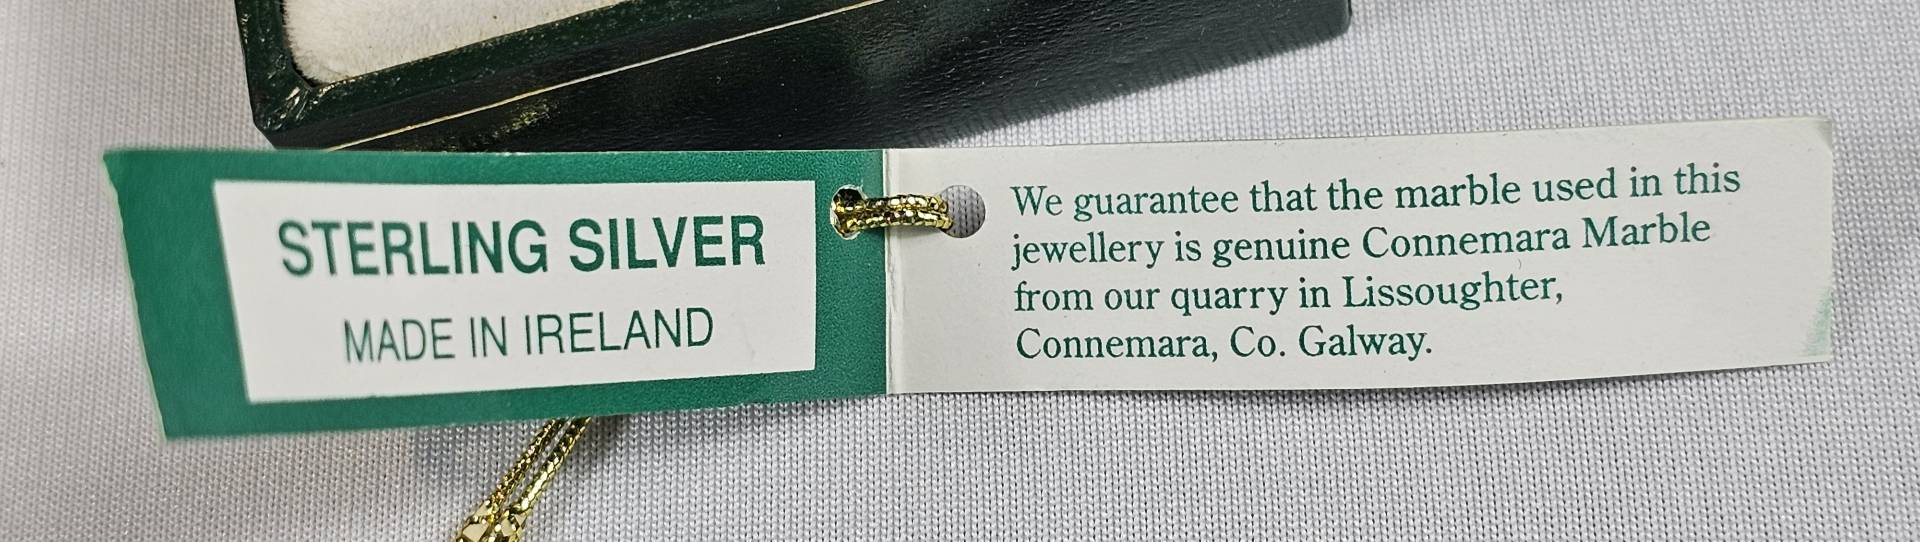 STERLING SILVER
MADE IN IRELAND
We guarantee that the marble used in this
jewellery is genuine Connemara Marble
from our quarry in Lissoughter,
Connemara, Co. Galway.